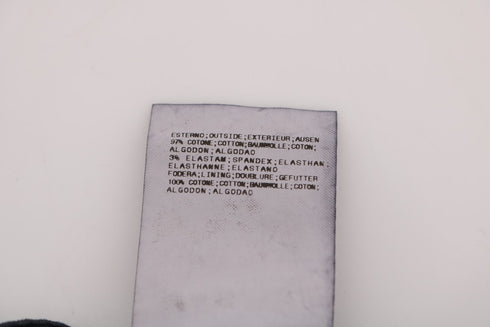 ESTERNO;OUTSIDE;EXTERIEUR;AUSEN
97% COTONE;COTTON;BAUMWOLLE;COTON;
ALGODON;ALGODAO
3% ELASTAM;SPANDEX;ELASTHAN;
ELASTHANNE;ELASTANO
FODERA;LINING;DOUBLURE;GEFUTTER
100% COTONE;COTTON;BAUMWOLLE;COTON;
ALGODON;ALGODAO